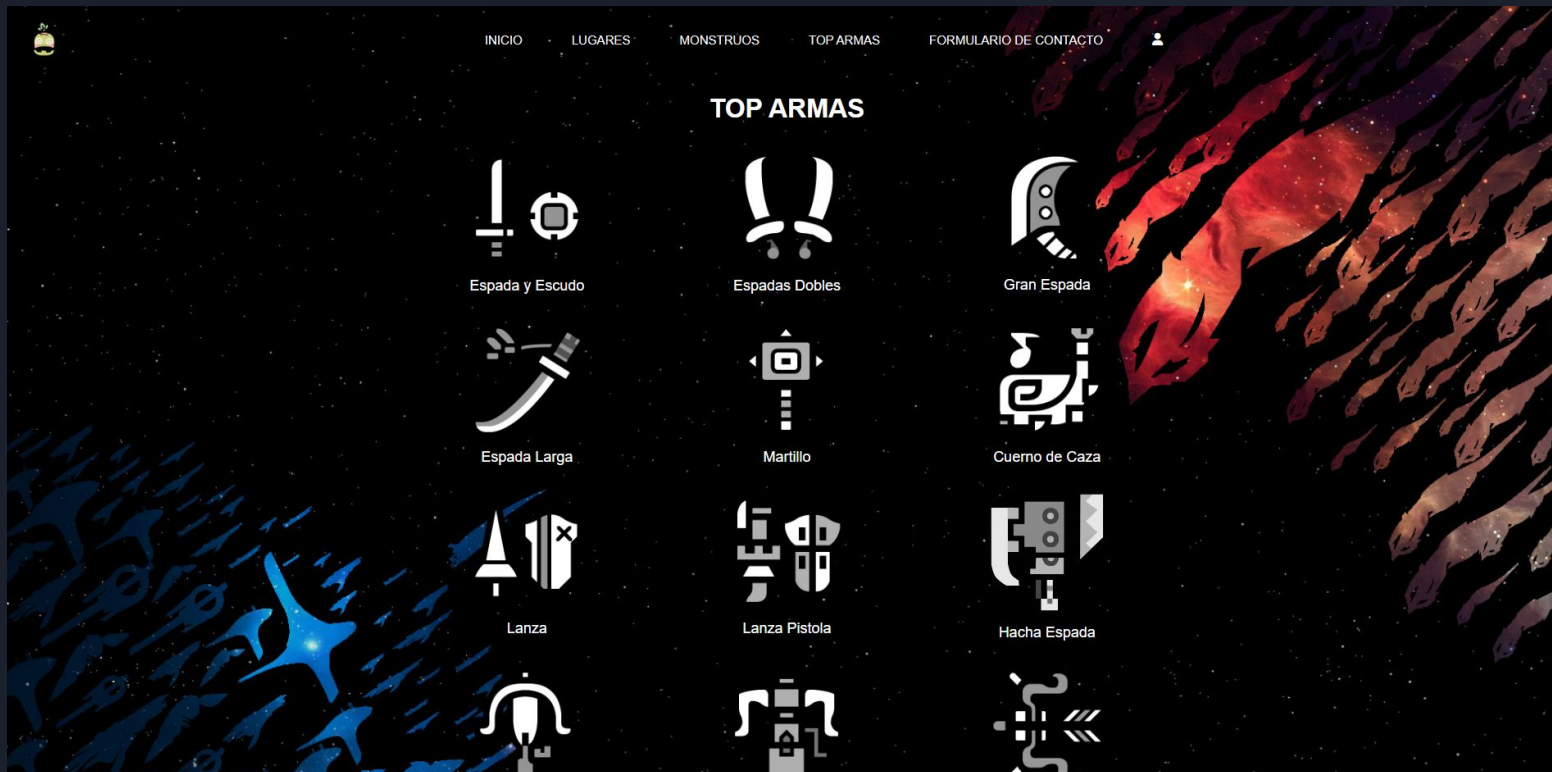 INICIO LUGARES MONSTRUOS TOP ARMAS FORMULARIO DE CONTACTO
TOP ARMAS
Espada y Escudo Espadas Dobles Gran Espada
Espada Larga Martillo Cuerno de Caza
Lanza Lanza Pistola Hacha Espada